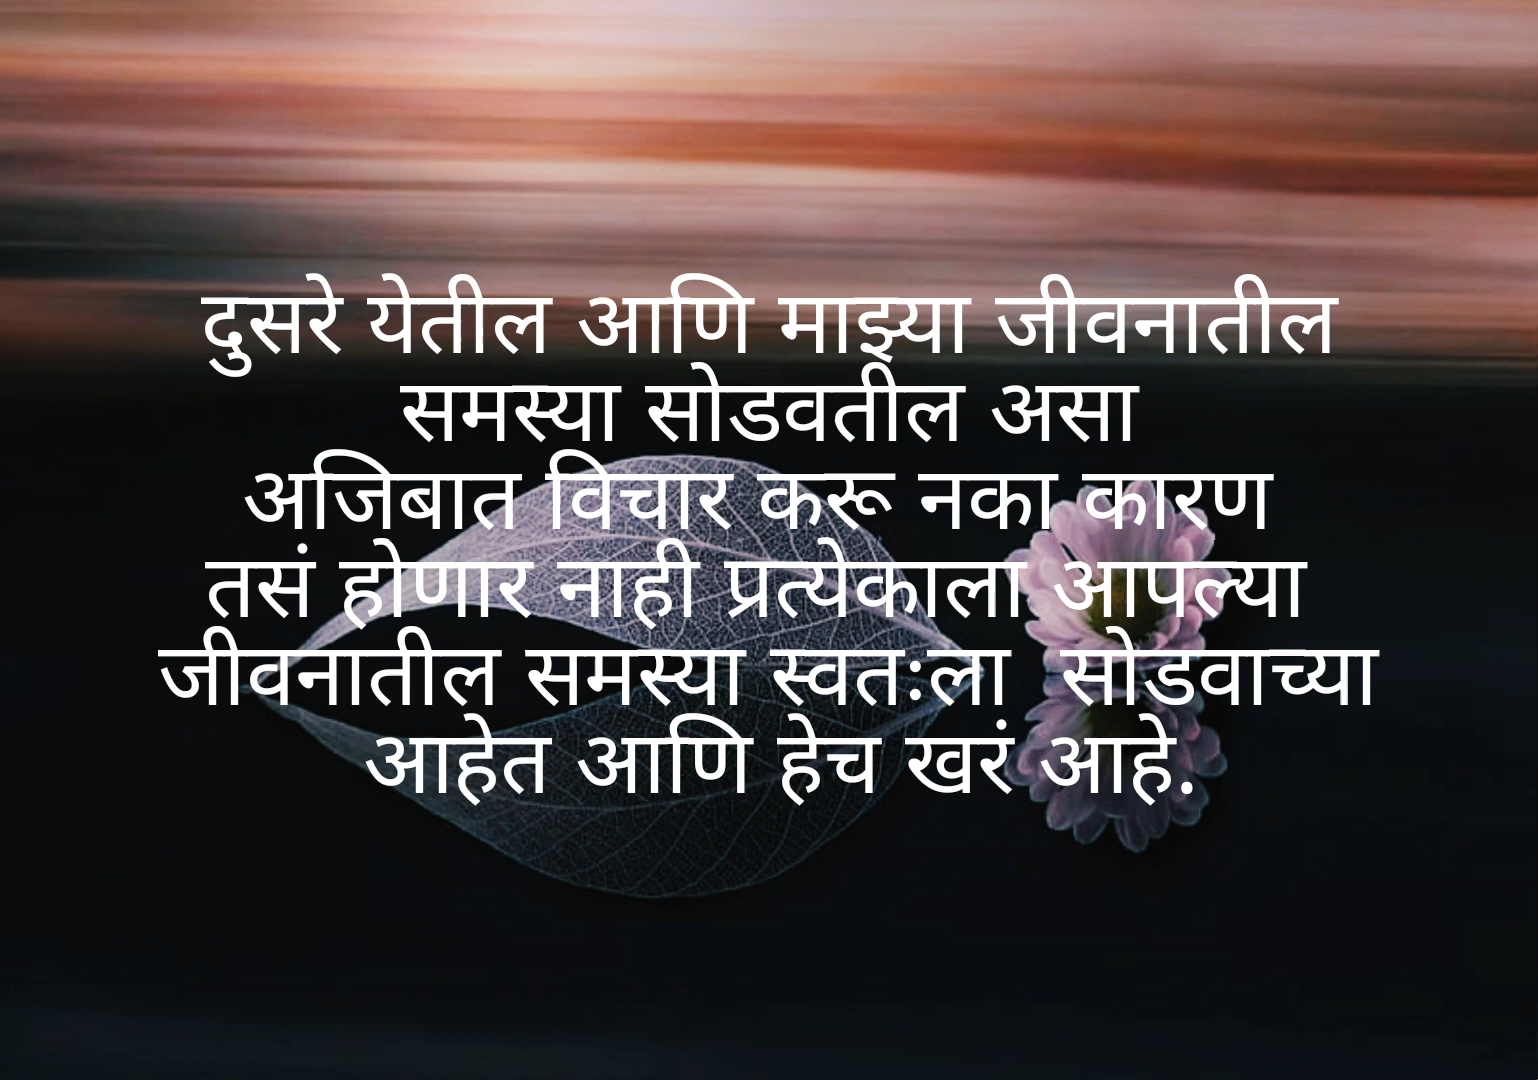 दुसरे येतील आणि माझ्या जीवनातील
समस्या सोडवतील असा
अजिबात विचार करू नका कारण
तसं होणार नाही प्रत्येकाला आपल्या
जीवनातील समस्या स्वतःला  सोडवाच्या
आहेत आणि हेच खरं आहे.